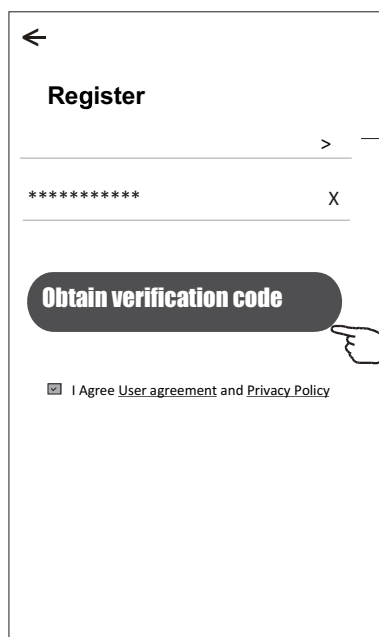 Register
>
***********
X
Obtain verification code
I Agree User agreement and Privacy Policy